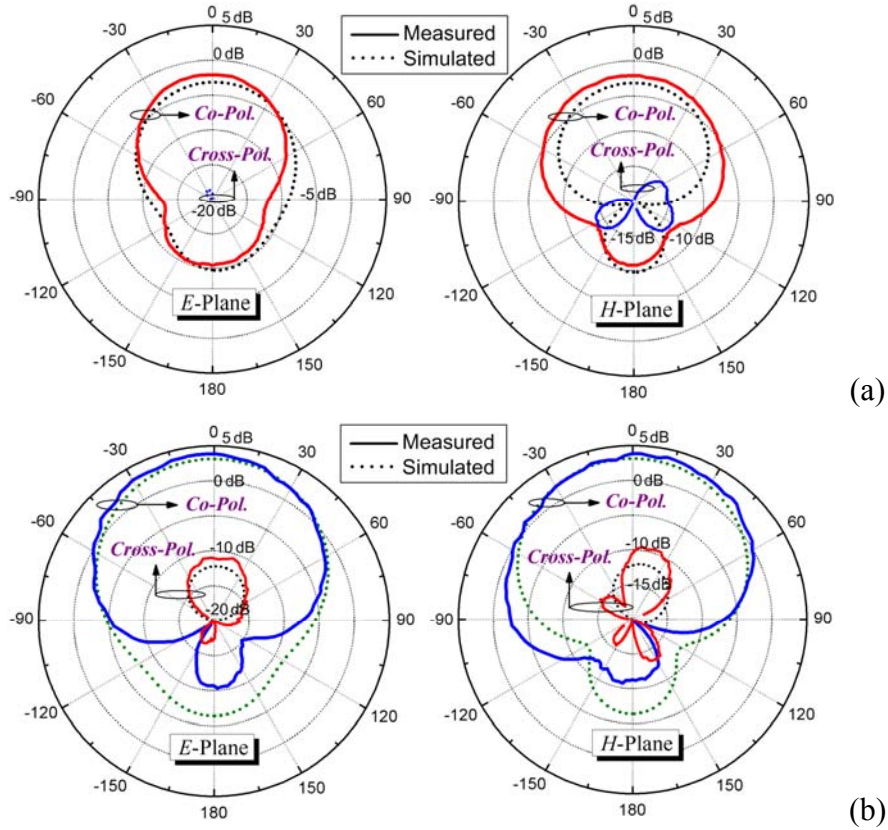 0
5 dB
-30
30
0 dB
-60
60
Co-Pol.
Cross-Pol.
-90
90
-5 dB
-20 dB
-120
120
E-Plane
-150
150
180
Measured
Simulated
0
5 dB
-30
30
0 dB
-60
60
Co-Pol.
Cross-Pol.
-90
90
-15 dB
-10 dB
-120
120
H-Plane
-150
150
180
(a)
0
5 dB
-30
30
0 dB
-60
60
Co-Pol.
Cross-Pol.
-10 dB
-20 dB
-90
90
-120
120
E-Plane
-150
150
180
Measured
Simulated
0
5 dB
-30
30
0 dB
-60
60
Co-Pol.
Cross-Pol.
-10 dB
-15 dB
-90
90
-120
120
H-Plane
-150
150
180
(b)